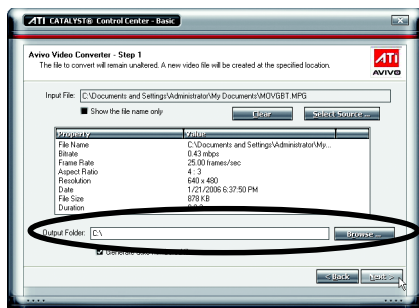 ATI CATALYST® Control Center - Basic
Avivo Video Converter - Step 1
The file to convert will remain unaltered. A new video file will be created at the specified location.
ATI
AVIVO
Input File: C:\Documents and Settings\Administrator\My Documents\MOVGBT.MPG
Show the file name only
Clear
Select Source ...
Property Value
File Name C:\Documents and Settings\Administrator\My...
Bitrate 0.43 mbps
Frame Rate 25.00 frames/sec
Aspect Ratio 4 : 3
Resolution 640 x 480
Date 1/21/2006 6:37:50 PM
File Size 878 KB
Duration
Output Folder: C:\
Browse ...
< Back
Next >